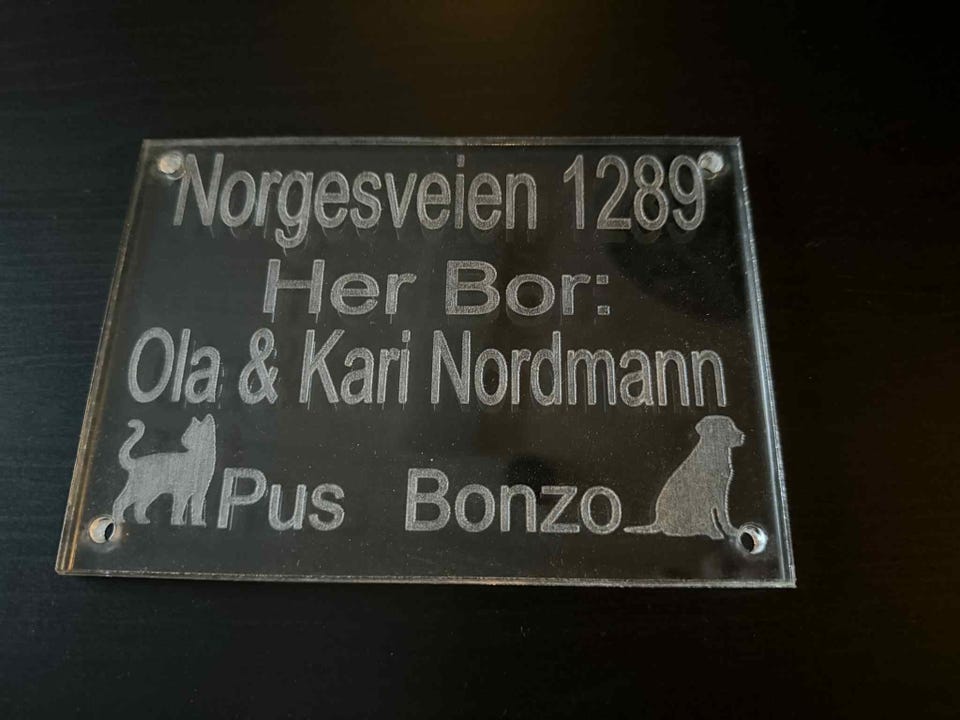 Norgesveien 1289
Her Bor:
Ola & Kari Nordmann
Pus Bonzo